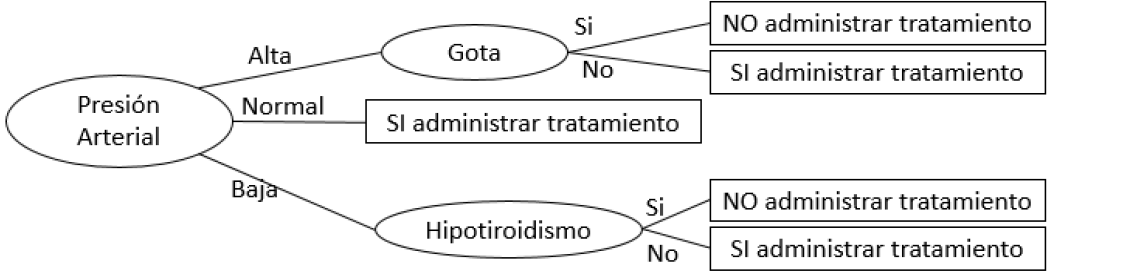 Presión
Arterial
Alta
Gota
Si
NO administrar tratamiento
No
SI administrar tratamiento
Normal
SI administrar tratamiento
Baja
Hipotiroidismo
Si
NO administrar tratamiento
No
SI administrar tratamiento